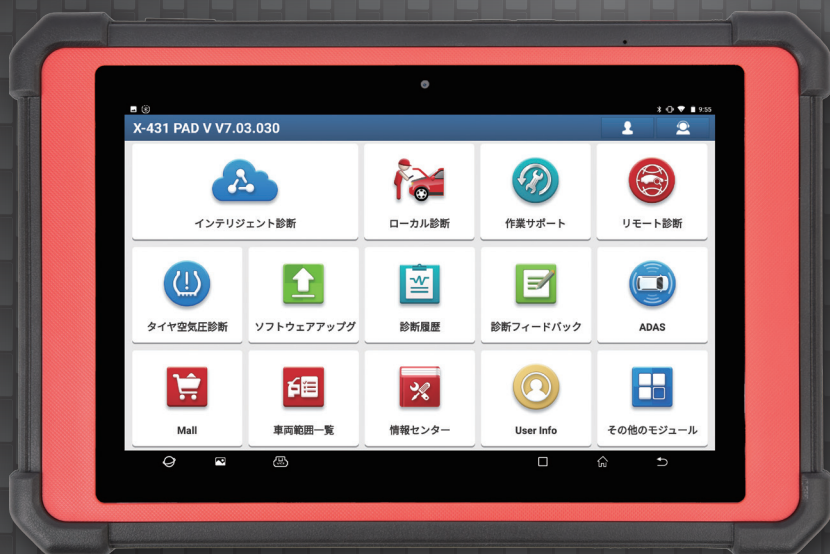 9:55
X-431 PAD V V7.03.030
インテリジェント診断
ローカル診断
作業サポート
リモート診断
タイヤ空気圧診断
ソフトウェアアップグ
診断履歴
診断フィードバック
ADAS
Mall
車両範囲一覧
情報センター
User Info
その他のモジュール